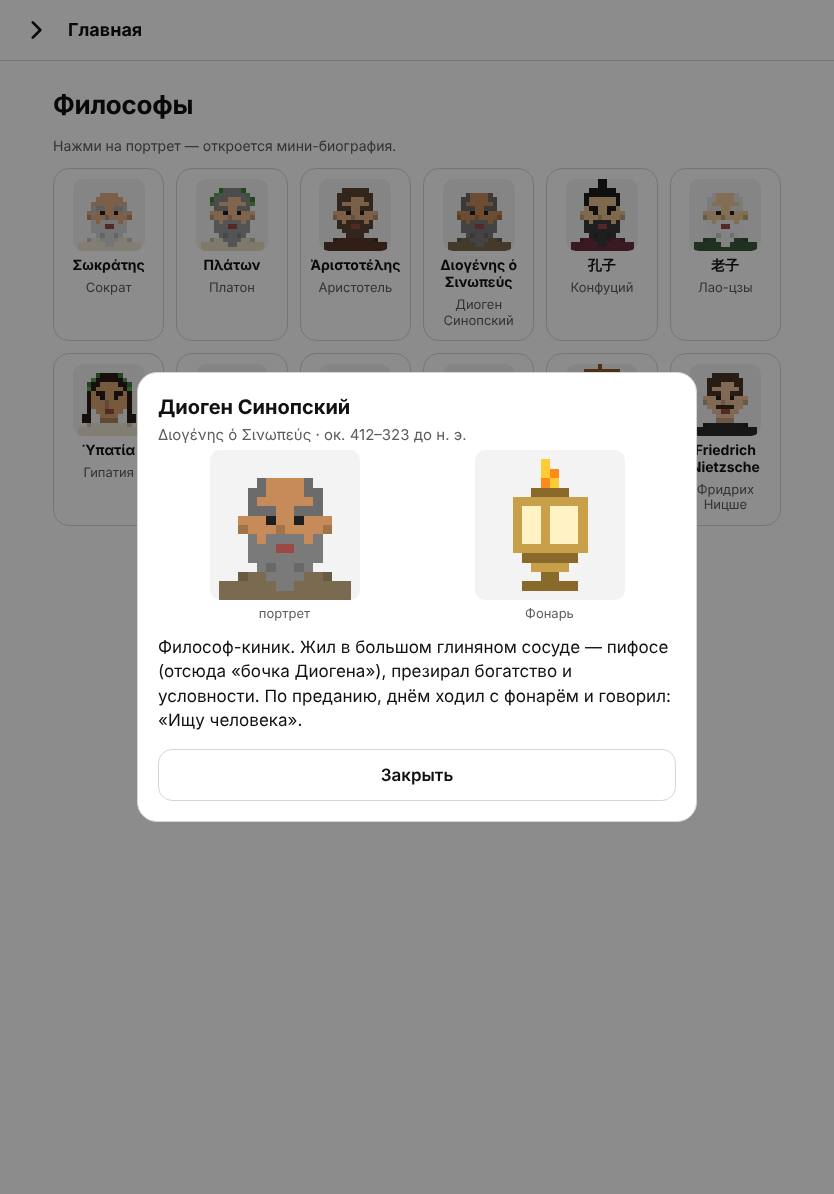 Главная
Философы
Нажми на портрет — откроется мини-биография.
Σωκράτης
Сократ
Πλάτων
Платон
Ἀριστοτέλης
Аристотель
Διογένης ὁ
Σινωπεύς
Диоген
Синопский
孔子
Конфуций
老子
Лао-цзы
Ὑπατία
Гипатия
Friedrich
Nietzsche
Фридрих
Ницше
Диоген Синопский
Διογένης ὁ Σινωπεύς · ок. 412–323 до н. э.
портрет
Фонарь
Философ-киник. Жил в большом глиняном сосуде — пифосе
(отсюда «бочка Диогена»), презирал богатство и
условности. По преданию, днём ходил с фонарём и говорил:
«Ищу человека».
Закрыть